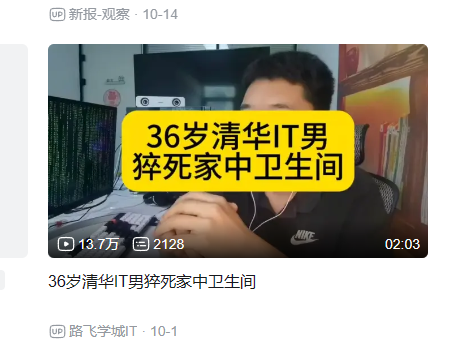 新报-观察 · 10-14
36岁清华IT男
猝死家中卫生间
NIKE
13.7万 2128 02:03
36岁清华IT男猝死家中卫生间
路飞学城IT · 10-1